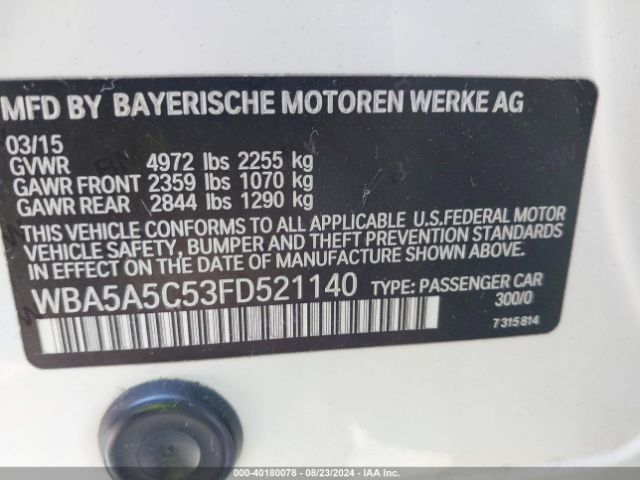 MFD BY BAYERISCHE MOTOREN WERKE AG
03/15
GVWR 4972 lbs 2255 kg
GAWR FRONT 2359 lbs 1070 kg
GAWR REAR 2844 lbs 1290 kg
THIS VEHICLE CONFORMS TO ALL APPLICABLE U.S.FEDERAL MOTOR
VEHICLE SAFETY, BUMPER AND THEFT PREVENTION STANDARDS
IN EFFECT ON THE DATE OF MANUFACTURE SHOWN ABOVE.
WBA5A5C53FD521140 TYPE: PASSENGER CAR
300/0
7315814
000-40180078 - 08/23/2024 - IAA Inc.